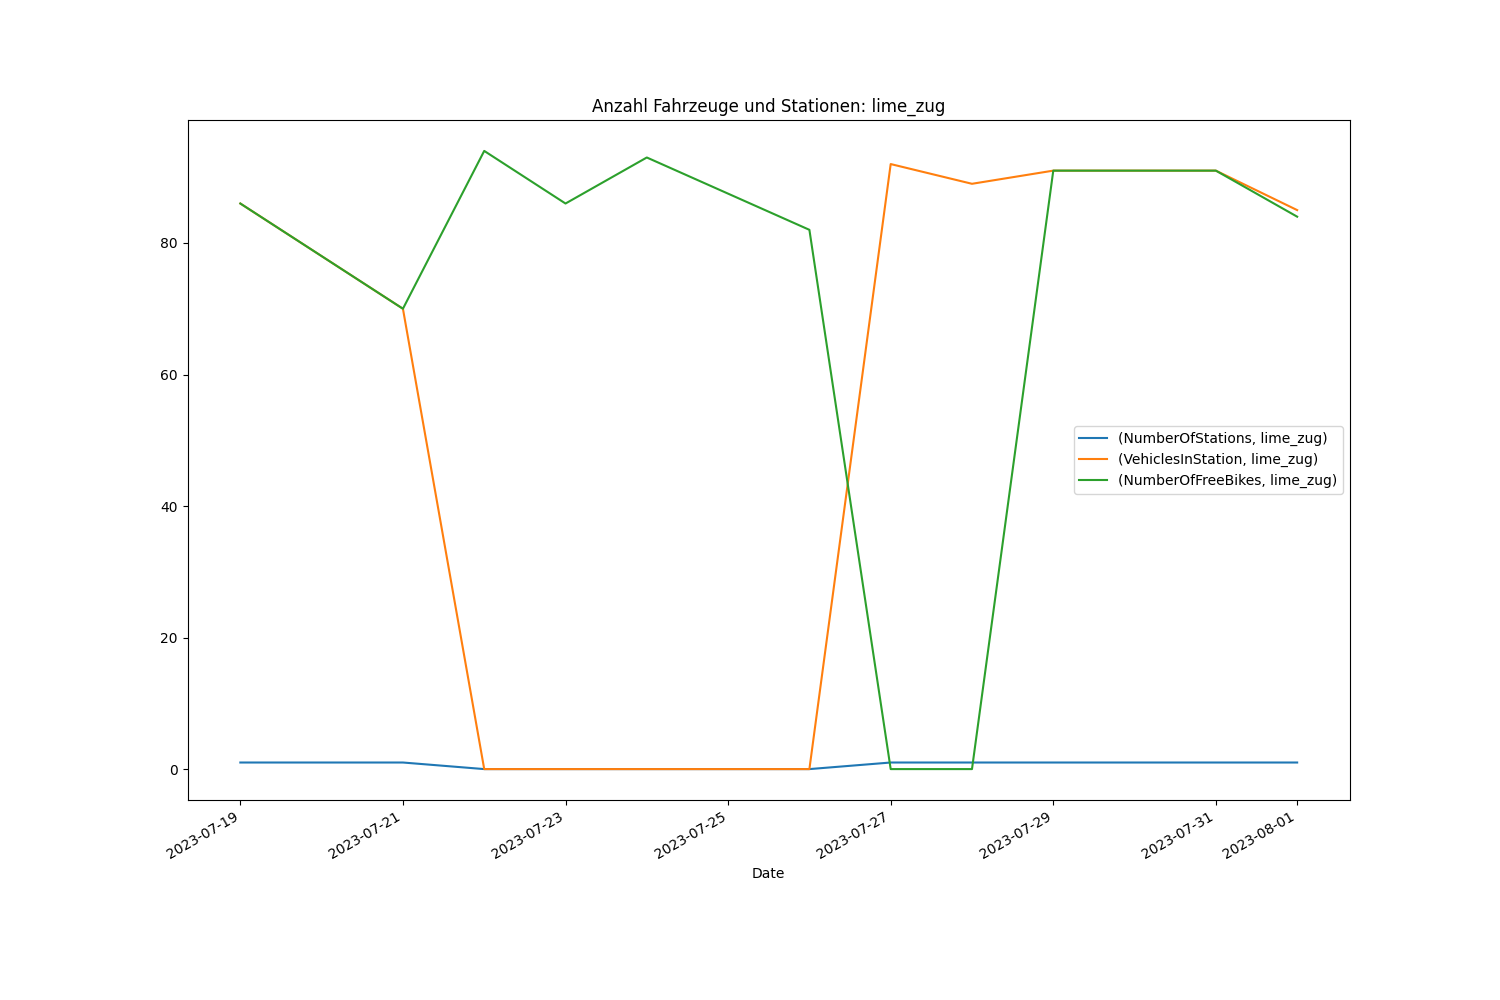 Anzahl Fahrzeuge und Stationen: lime_zug
80
60
40
20
0
(NumberOfStations, lime_zug)
(VehiclesInStation, lime_zug)
(NumberOfFreeBikes, lime_zug)
2023-07-19
2023-07-21
2023-07-23
2023-07-25
2023-07-27
2023-07-29
2023-07-31
2023-08-01
Date